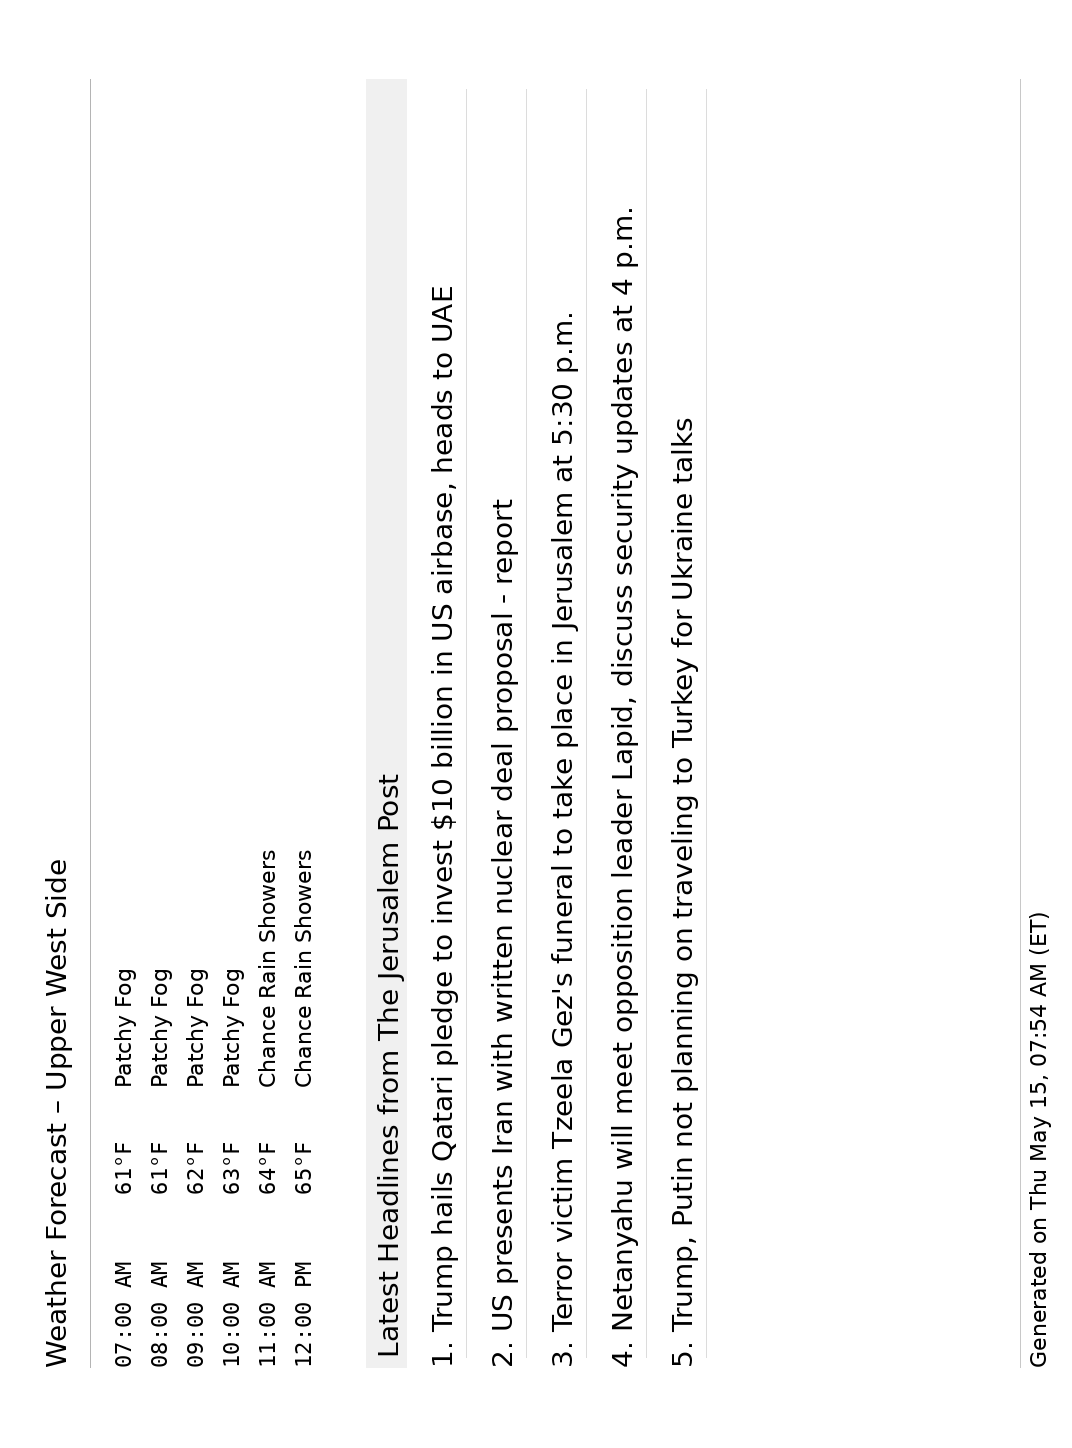 Weather Forecast – Upper West Side
07:00 AM 61°F Patchy Fog
08:00 AM 61°F Patchy Fog
09:00 AM 62°F Patchy Fog
10:00 AM 63°F Patchy Fog
11:00 AM 64°F Chance Rain Showers
12:00 PM 65°F Chance Rain Showers
Latest Headlines from The Jerusalem Post
1. Trump hails Qatari pledge to invest $10 billion in US airbase, heads to UAE
2. US presents Iran with written nuclear deal proposal - report
3. Terror victim Tzeela Gez's funeral to take place in Jerusalem at 5:30 p.m.
4. Netanyahu will meet opposition leader Lapid, discuss security updates at 4 p.m.
5. Trump, Putin not planning on traveling to Turkey for Ukraine talks
Generated on Thu May 15, 07:54 AM (ET)